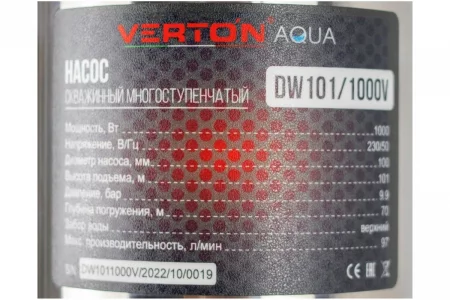 VERTON AQUA
НАСОС
СКВАЖИННЫЙ МНОГОСТУПЕНЧАТЫЙ
DW101/1000V
Мощность, Вт 1000
Напряжение, В/Гц 230/50
Диаметр насоса, мм 100
Высота подъема, м 101
Давление, бар 9.9
Глубина погружения, м 70
Забор воды верхний
Макс. производительность, л/мин 97
S/N: DW1011000V/2022/10/0019
CE EAC